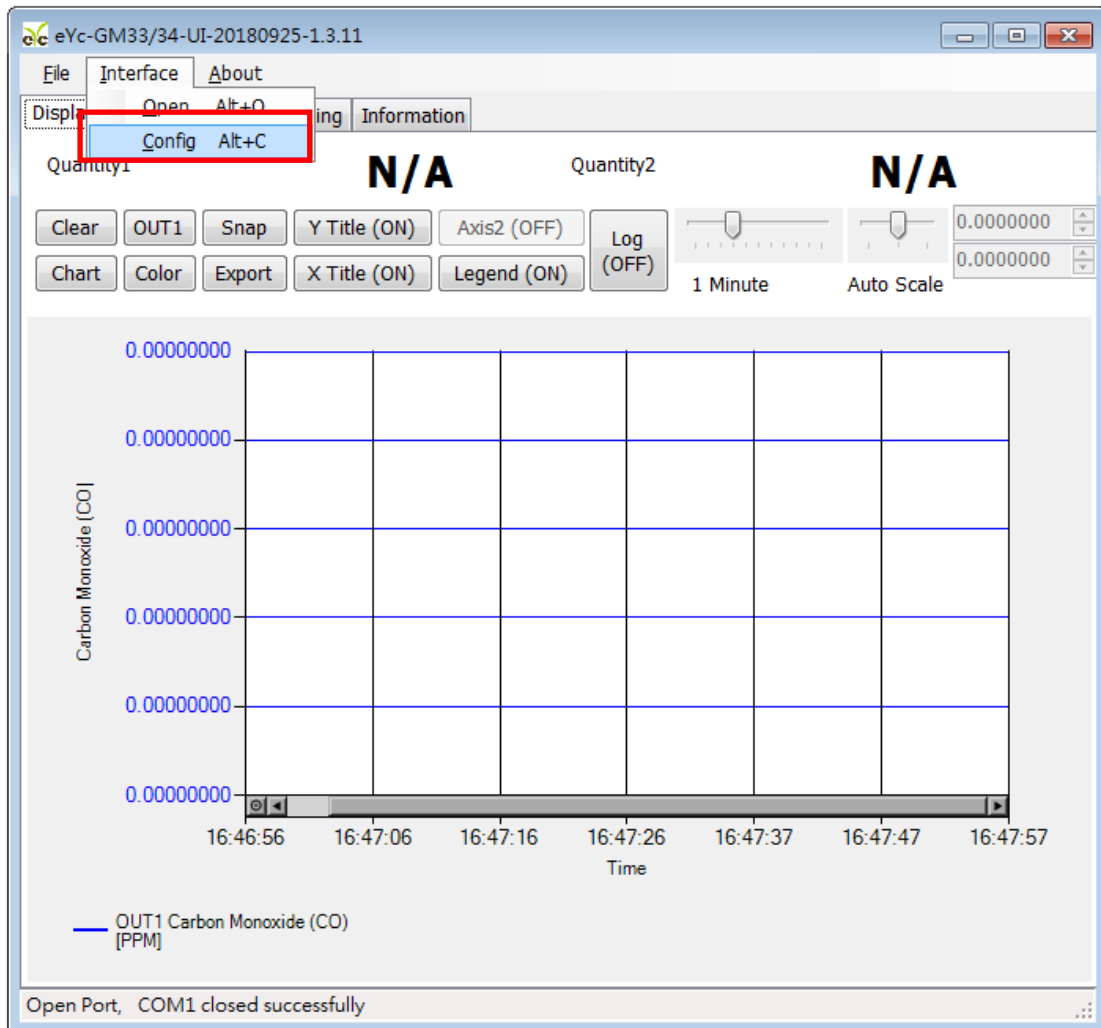 eYc-GM33/34-UI-20180925-1.3.11
File Interface About
Open Alt+O
Config Alt+C
Information
Quantity1 N/A Quantity2 N/A
Clear OUT1 Snap Y Title (ON) Axis2 (OFF) Log (OFF) 0.0000000
Chart Color Export X Title (ON) Legend (ON) 1 Minute Auto Scale 0.0000000
0.00000000
0.00000000
0.00000000
0.00000000
0.00000000
0.00000000
Carbon Monoxide (CO)
16:46:56 16:47:06 16:47:16 16:47:26 16:47:37 16:47:47 16:47:57
Time
OUT1 Carbon Monoxide (CO)
[PPM]
Open Port, COM1 closed successfully